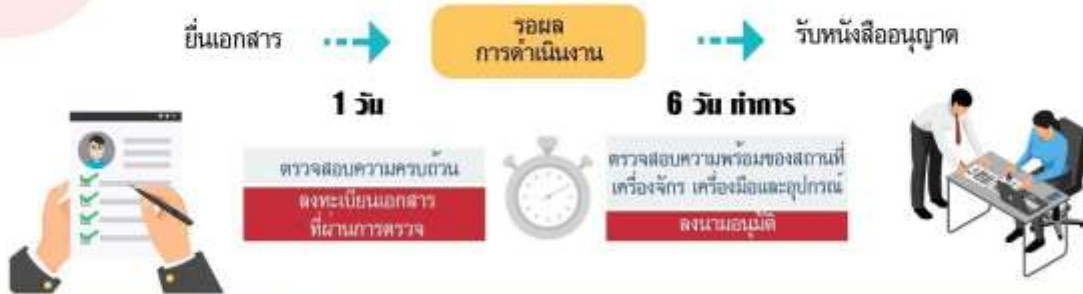 ยื่นเอกสาร
รอผล
การดำเนินงาน
รับหนังสืออนุญาต
1 วัน
6 วัน ทำการ
ตรวจสอบความครบถ้วน
ลงทะเบียนเอกสาร
ที่ผ่านการตรวจ
ตรวจสอบความพร้อมของสถานที่
เครื่องจักร เครื่องมือและอุปกรณ์
ลงนามอนุมัติ